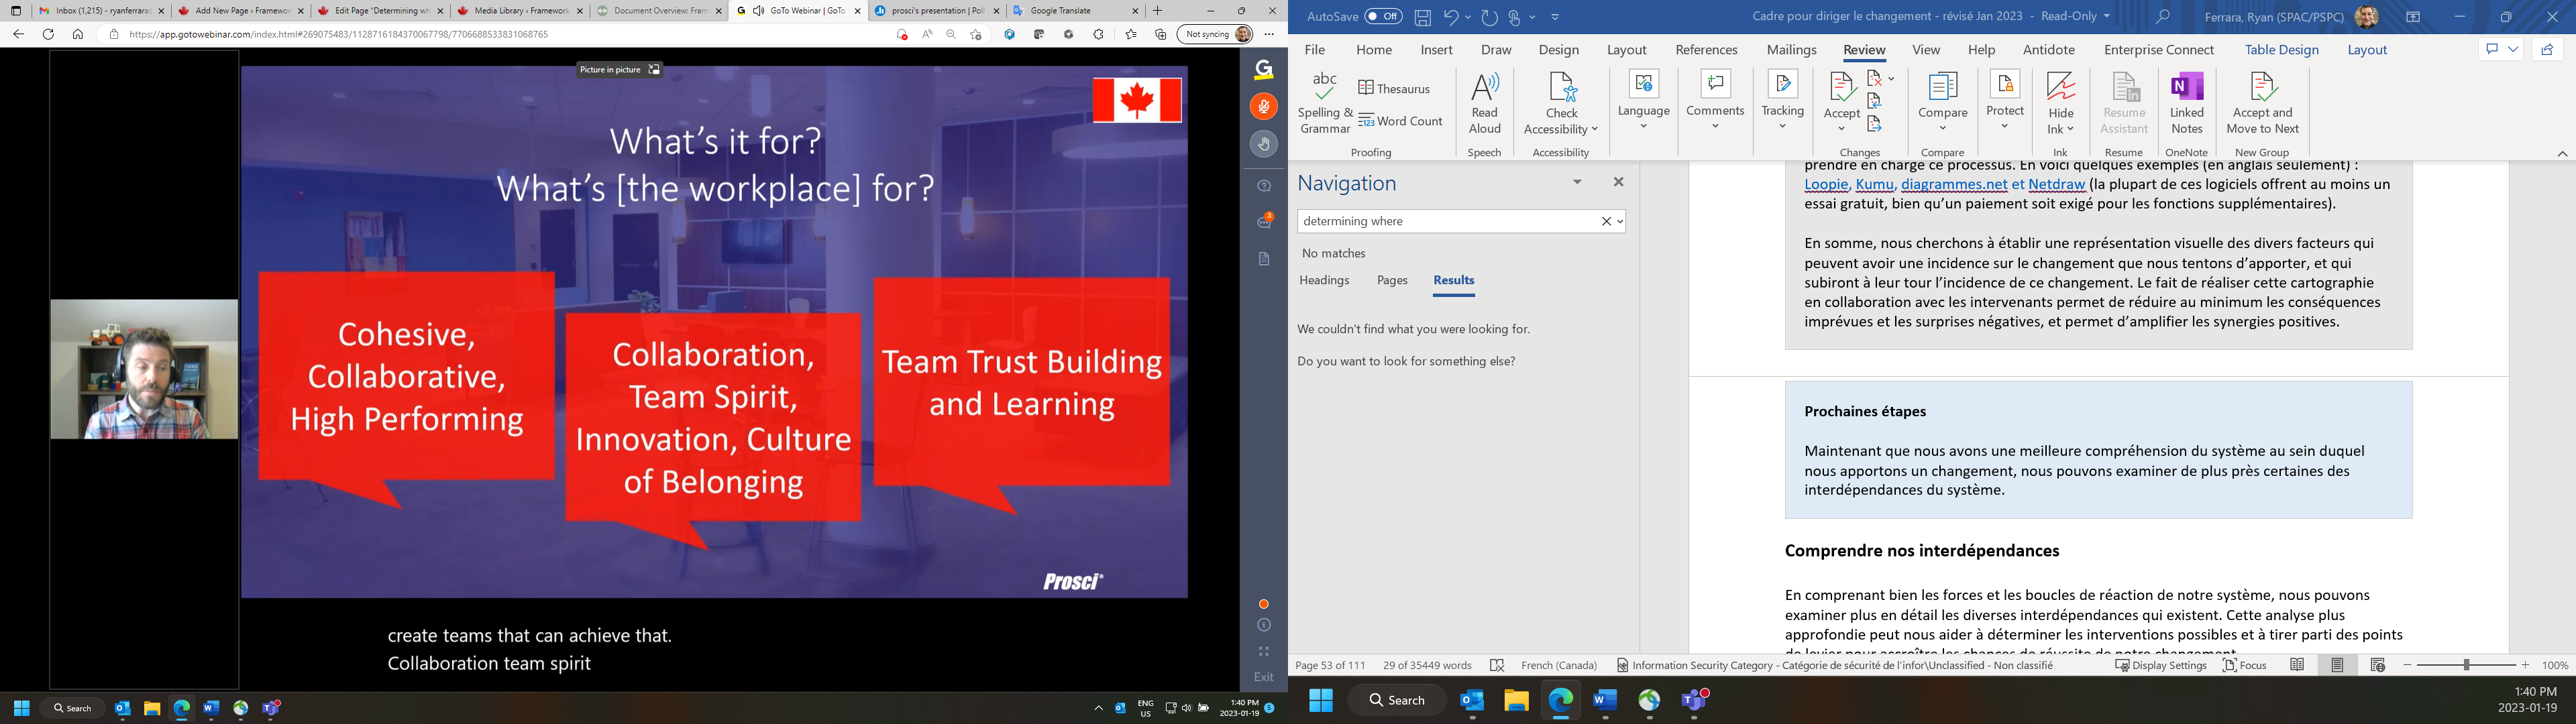 Inbox (1,215) - ryanferrarai
Add New Page ‹ Framework
Edit Page "Determining wh
Media Library ‹ Framework
Document Overview: Fram
GoTo Webinar | GoTo
prosci's presentation | Poll
Google Translate
https://app.gotowebinar.com/index.html#269075483/1128716184370067798/7706688533831068765
Not syncing
Picture in picture
What's it for?
What's [the workplace] for?
Cohesive,
Collaborative,
High Performing
Collaboration,
Team Spirit,
Innovation, Culture
of Belonging
Team Trust Building
and Learning
Prosci
create teams that can achieve that.
Collaboration team spirit
3
Exit
Search
ENG
US
1:40 PM
2023-01-19
5
AutoSave Off
Cadre pour diriger le changement - révisé Jan 2023 - Read-Only
Ferrara, Ryan (SPAC/PSPC)
File Home Insert Draw Design Layout References Mailings Review View Help Antidote Enterprise Connect Table Design Layout
abc
Spelling &
Grammar
Thesaurus
123 Word Count
Proofing
Read
Aloud
Speech
Check
Accessibility
Accessibility
Language
Comments
Tracking
Accept
Changes
Compare
Compare
Protect
Hide
Ink
Ink
Resume
Assistant
Resume
Linked
Notes
OneNote
Accept and
Move to Next
New Group
Navigation
determining where
No matches
Headings Pages Results
We couldn't find what you were looking for.
Do you want to look for something else?
prendre en charge ce processus. En voici quelques exemples (en anglais seulement) :
Loopie, Kumu, diagrammes.net et Netdraw (la plupart de ces logiciels offrent au moins un
essai gratuit, bien qu'un paiement soit exigé pour les fonctions supplémentaires).
En somme, nous cherchons à établir une représentation visuelle des divers facteurs qui
peuvent avoir une incidence sur le changement que nous tentons d'apporter, et qui
subiront à leur tour l'incidence de ce changement. Le fait de réaliser cette cartographie
en collaboration avec les intervenants permet de réduire au minimum les conséquences
imprévues et les surprises négatives, et permet d'amplifier les synergies positives.
Prochaines étapes
Maintenant que nous avons une meilleure compréhension du système au sein duquel
nous apportons un changement, nous pouvons examiner de plus près certaines des
interdépendances du système.
Comprendre nos interdépendances
En comprenant bien les forces et les boucles de réaction de notre système, nous pouvons
examiner plus en détail les diverses interdépendances qui existent. Cette analyse plus
approfondie peut nous aider à déterminer les interventions possibles et à tirer parti des points
de levier pour accroître les chances de réussite de notre changement.
Page 53 of 111
29 of 35449 words
French (Canada)
Information Security Category - Catégorie de sécurité de l'infor\Unclassified - Non classifié
Display Settings
Focus
100%
Search
1:40 PM
2023-01-19